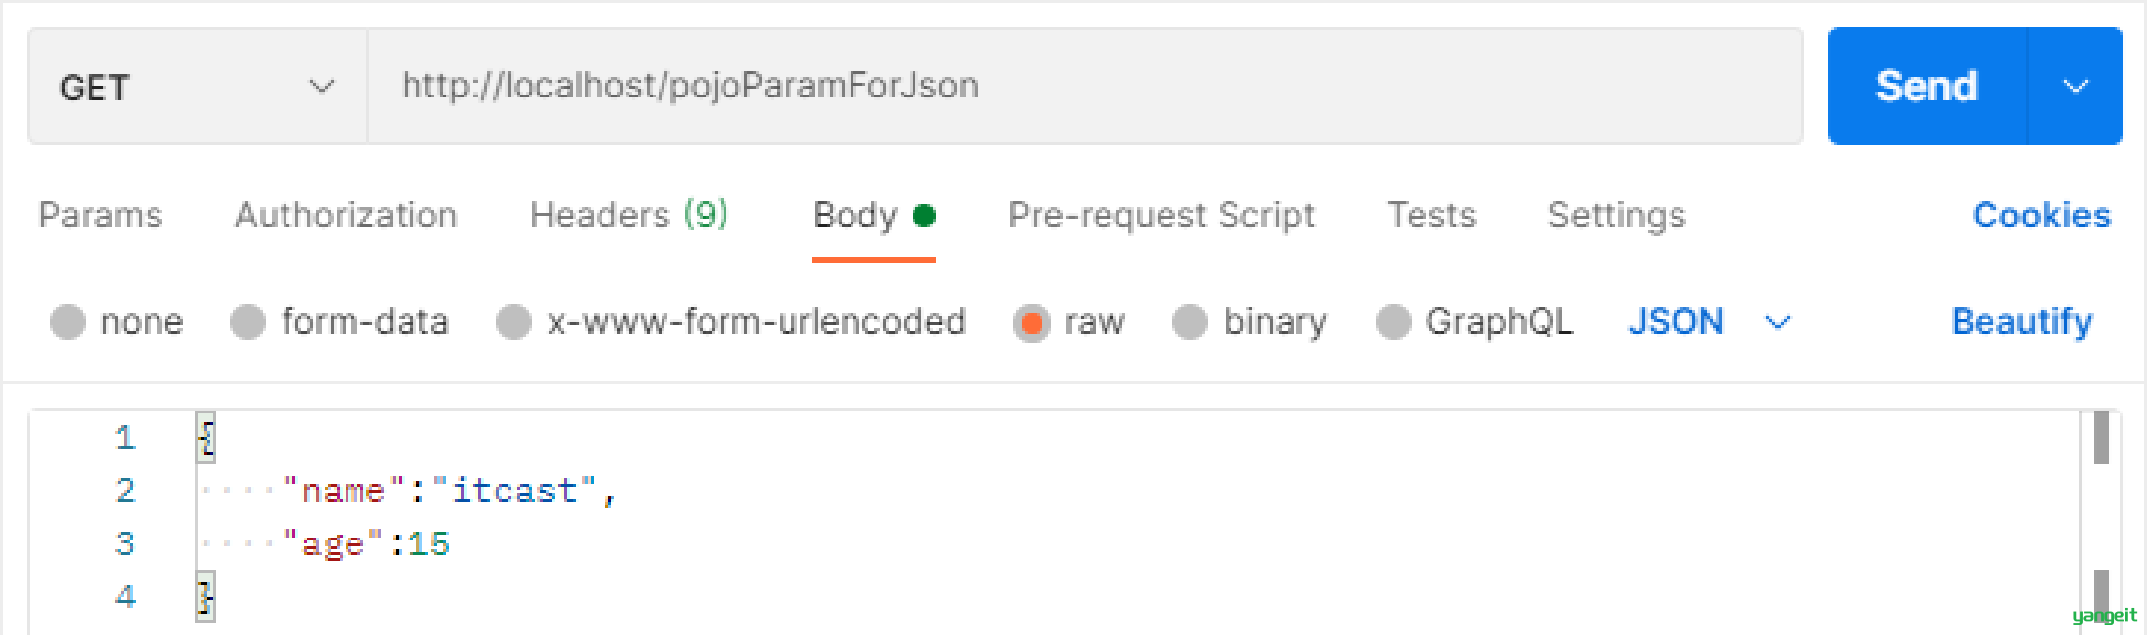 GET http://localhost/pojoParamForJson Send
Params Authorization Headers (9) Body Pre-request Script Tests Settings Cookies
none form-data x-www-form-urlencoded raw binary GraphQL JSON Beautify
1 {
2 "name":"itcast",
3 "age":15
4 }
yangeit